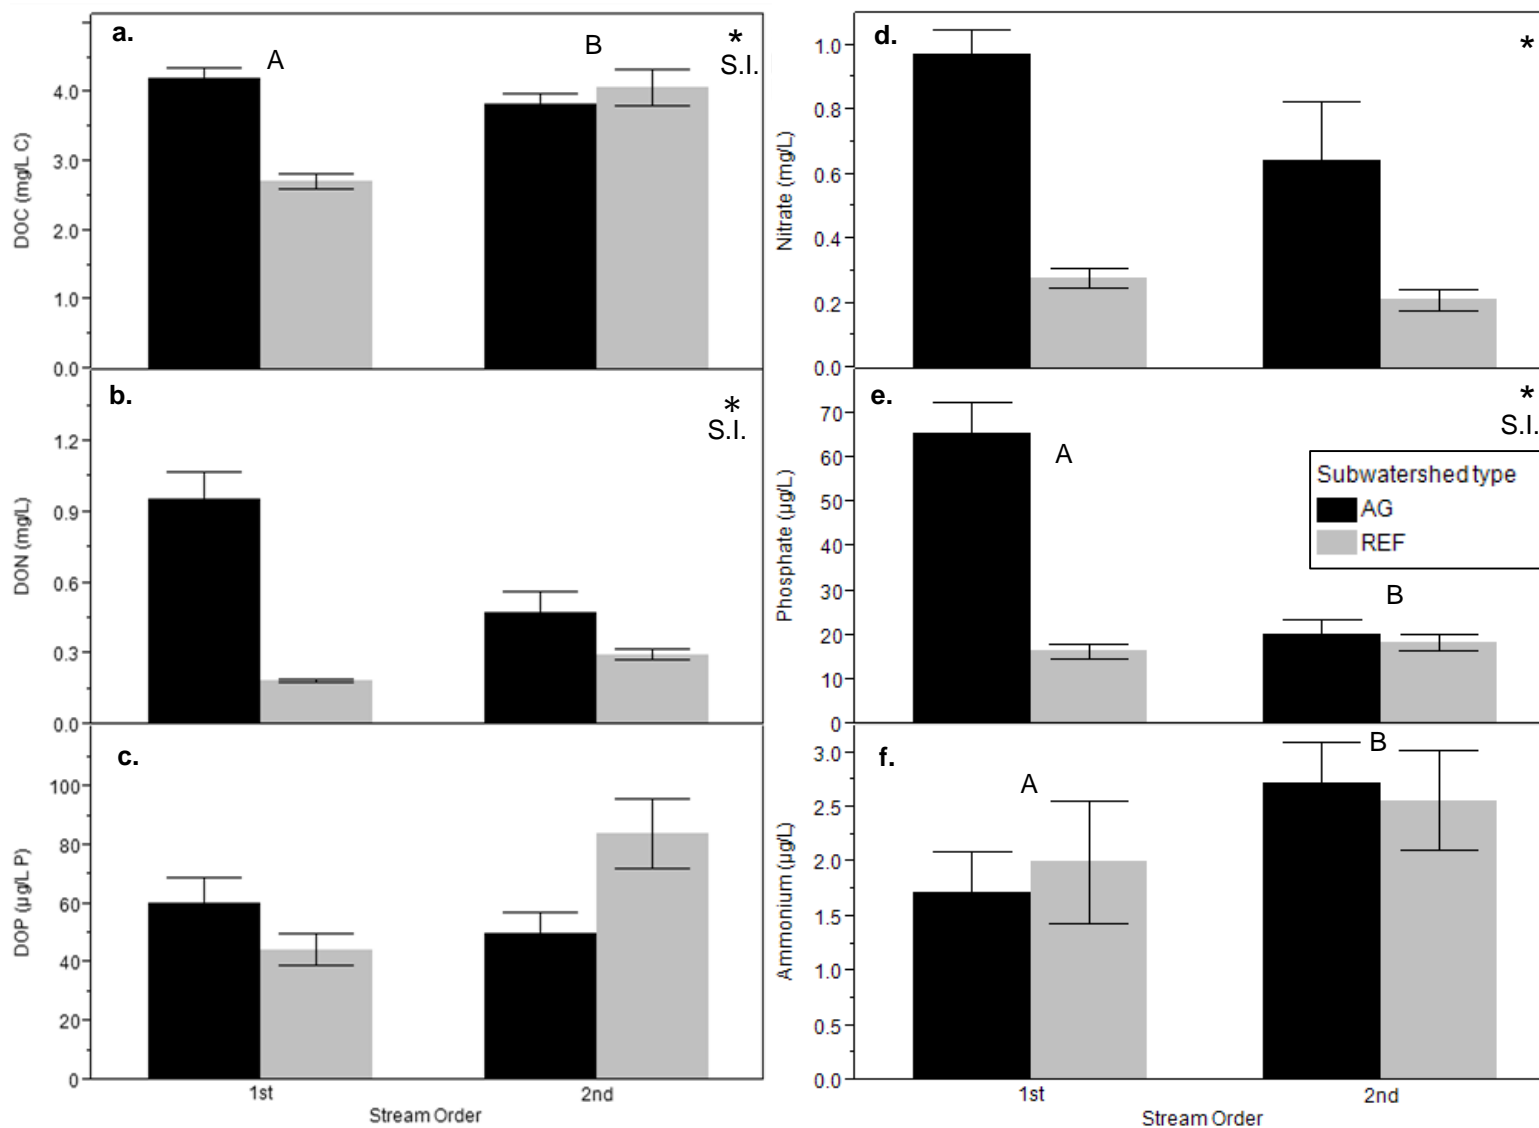 a.
A
B
*
S.I.
DOC (mg/L C)
4.0
3.0
2.0
1.0
0.0
b.
*
S.I.
DON (mg/L)
1.2
0.9
0.6
0.3
0.0
c.
DOP (µg/L P)
100
80
60
40
20
0
1st
2nd
Stream Order
d.
*
Nitrate (mg/L)
1.0
0.8
0.6
0.4
0.2
0.0
e.
A
B
*
S.I.
Subwatershed type
AG
REF
Phosphate (µg/L)
70
60
50
40
30
20
10
0
f.
A
B
Ammonium (µg/L)
3.0
2.5
2.0
1.5
1.0
0.5
0.0
1st
2nd
Stream Order